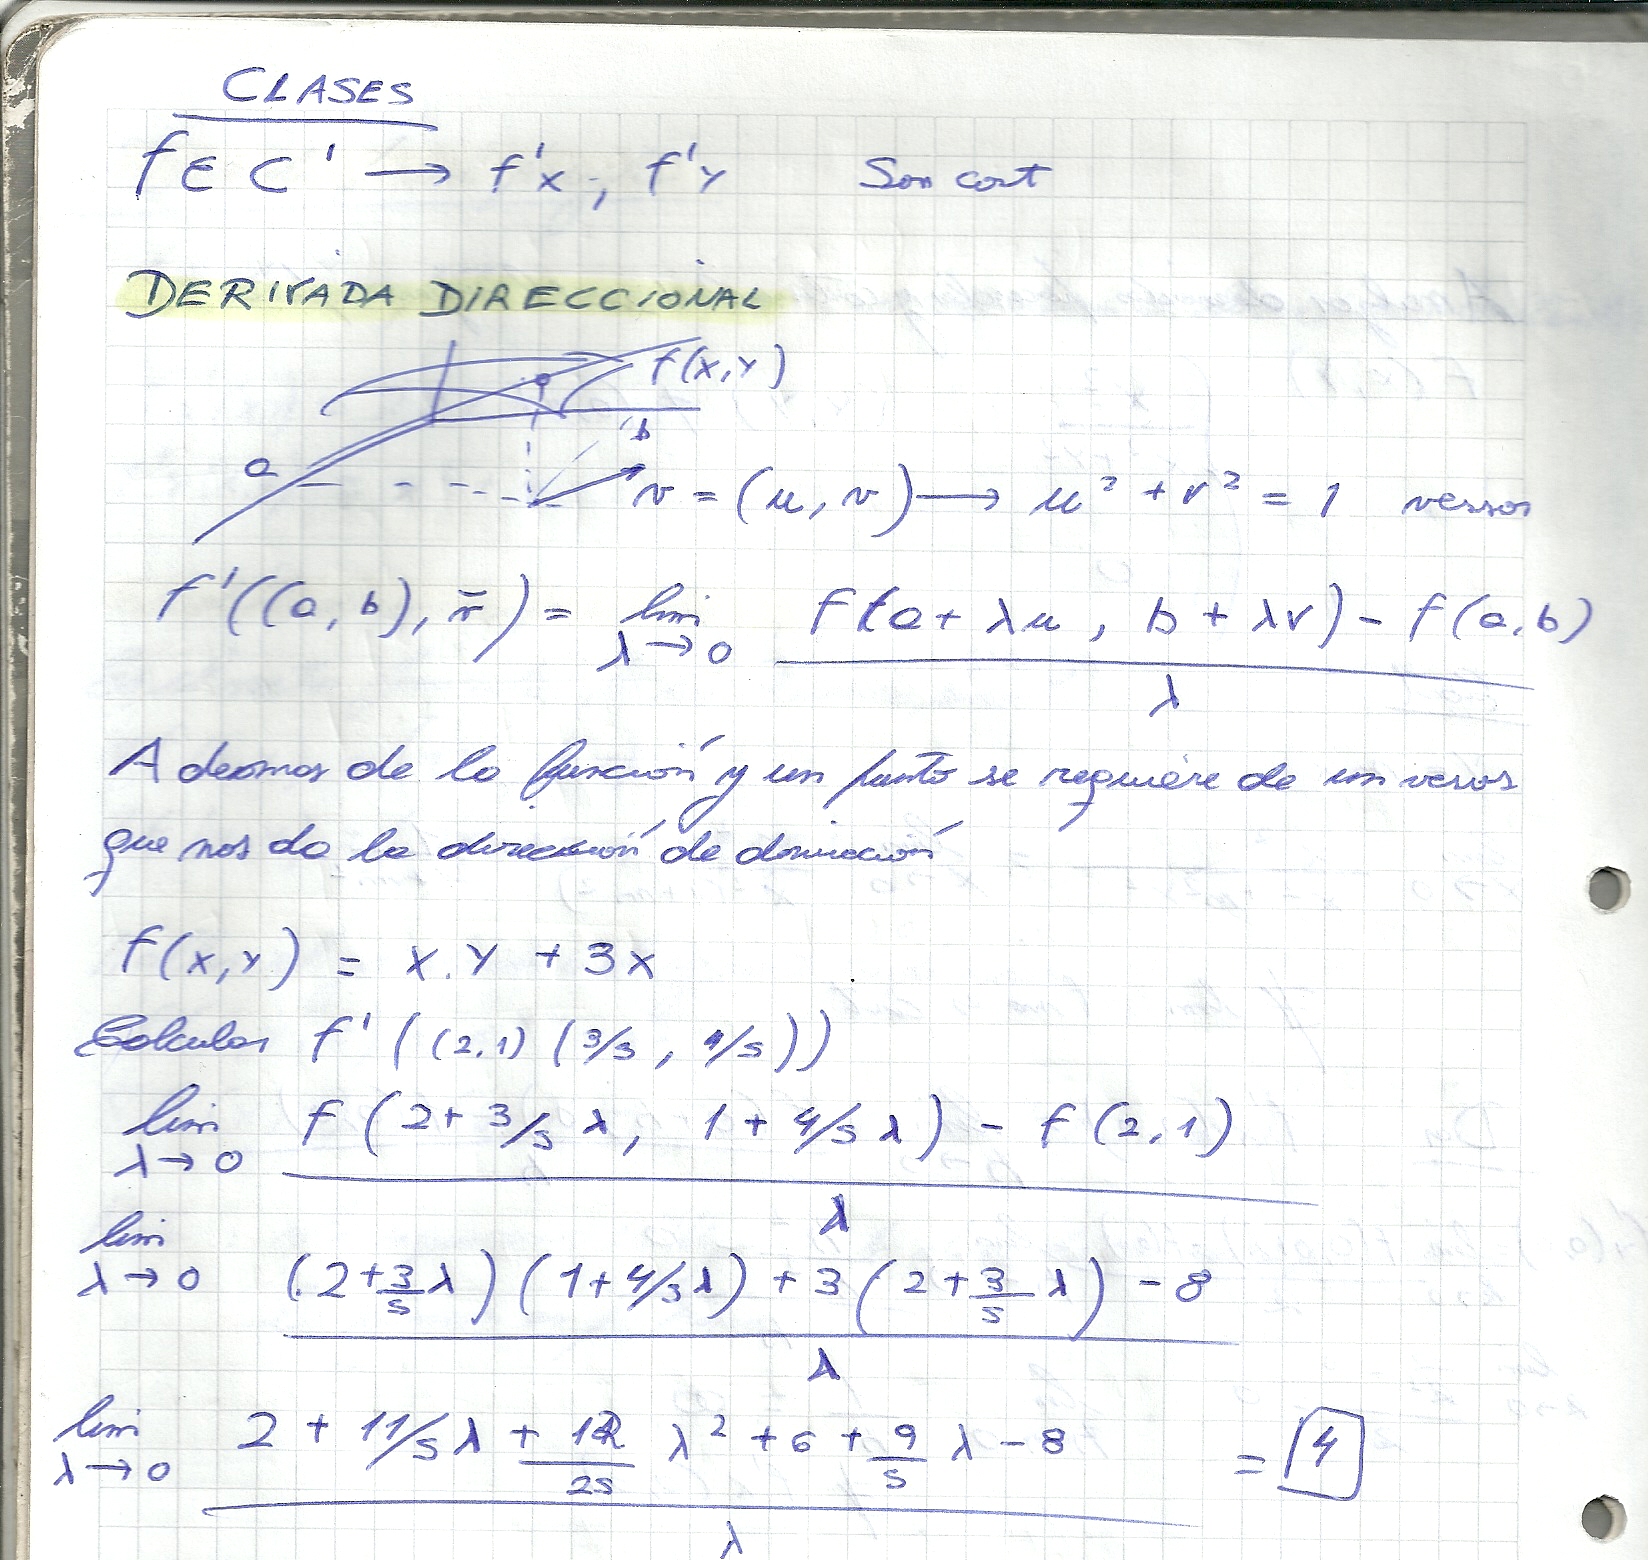 CLASES
f ∈ C' → f'x ; f'y Son cont
DERIVADA DIRECCIONAL
f(x,y)
a b
v = (u, v) → u² + v² = 1 versor
f'((a, b), v̄) = lim λ→0 f(a + λu , b + λv) - f(a,b) / λ
Ademas de la función y un punto se requiere de un versor
que nos da la dirección de derivación
f(x,y) = x.y + 3x
Calcular f'((2,1) (3/5 , 4/5))
lim λ→0 f(2 + 3/5 λ, 1 + 4/5 λ) - f(2,1) / λ
lim λ→0 (2 + 3/5 λ)(1 + 4/5 λ) + 3(2 + 3/5 λ) - 8 / λ
lim λ→0 2 + 11/5 λ + 12/25 λ² + 6 + 9/5 λ - 8 / λ = 4